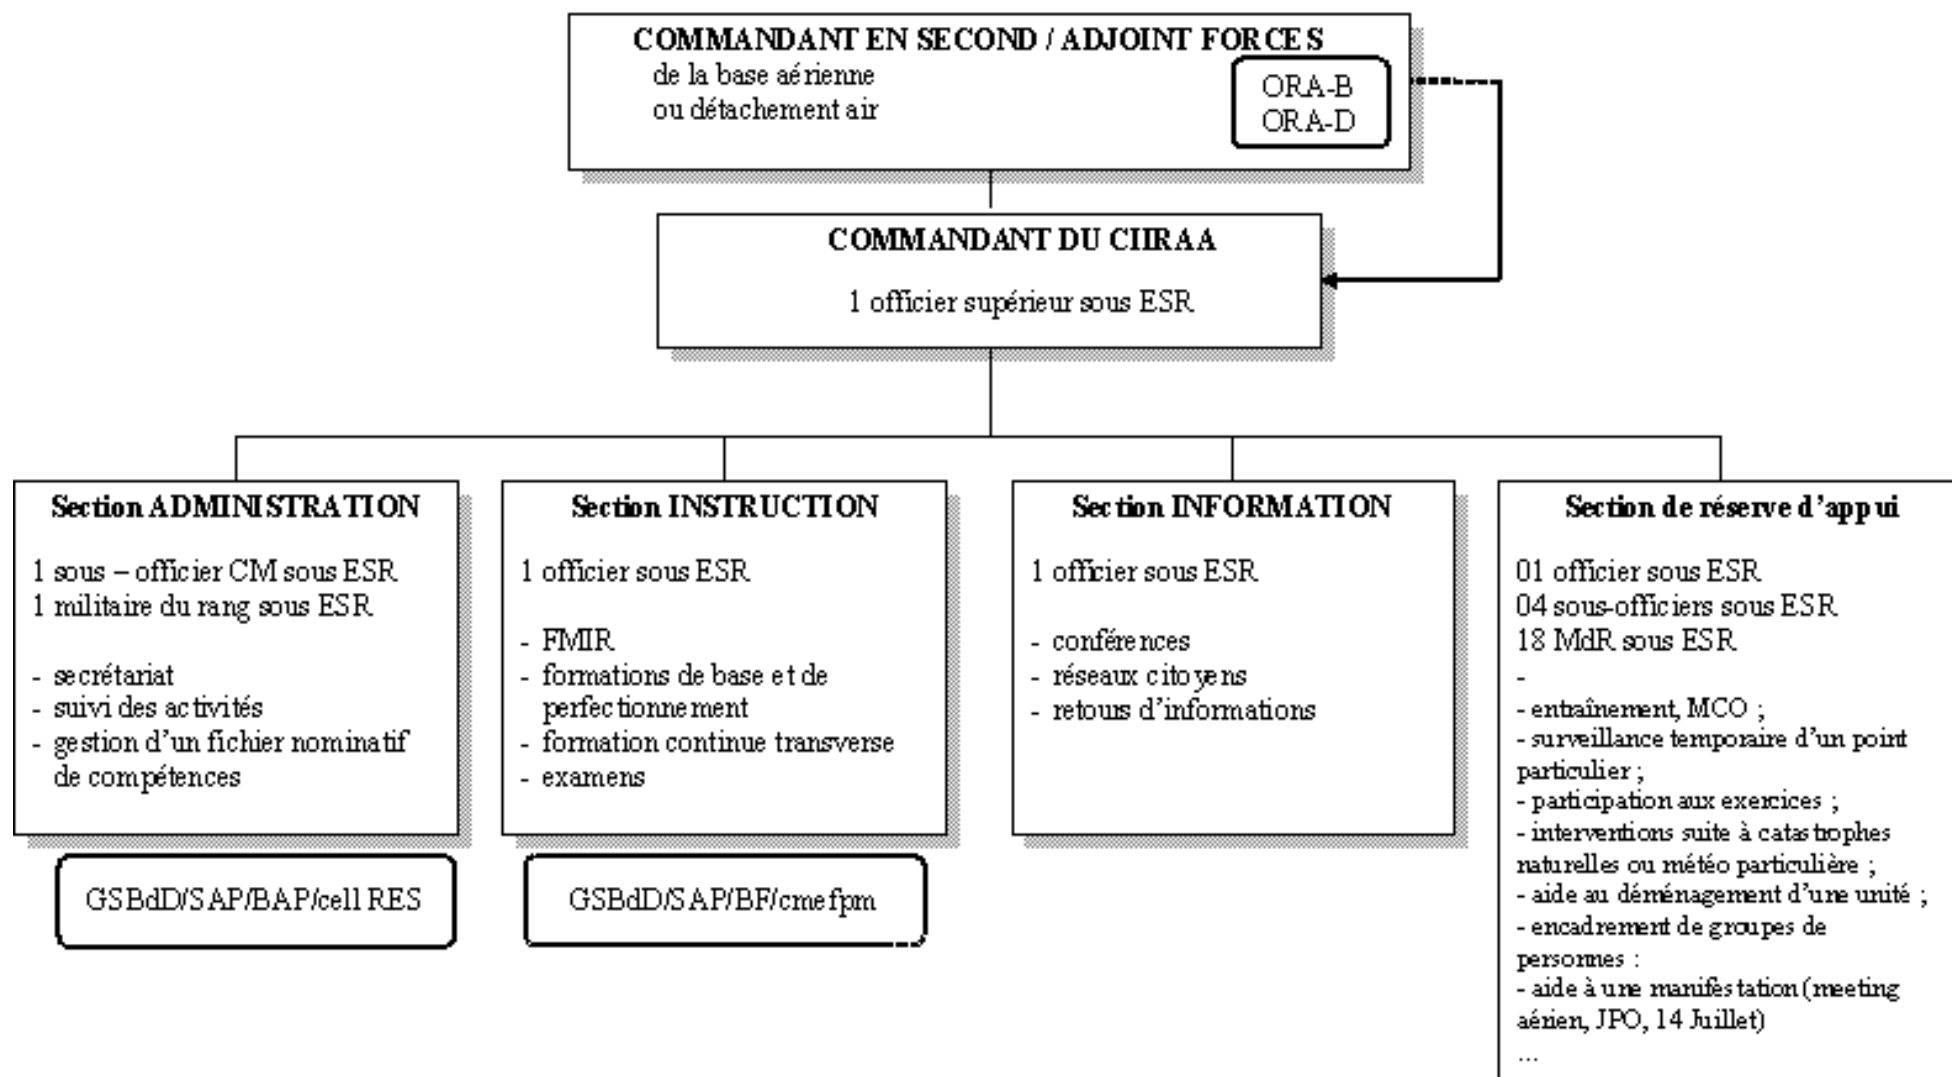 COMMANDANT EN SECOND / ADJOINT FORCES
de la base aérienne
ou détachement air
ORA-B
ORA-D
COMMANDANT DU CIIRAA
1 officier supérieur sous ESR
Section ADMINISTRATION
1 sous – officier CM sous ESR
1 militaire du rang sous ESR
- secrétariat
- suivi des activités
- gestion d'un fichier nominatif
de compétences
GSBdD/SAP/BAP/cell RES
Section INSTRUCTION
1 officier sous ESR
- FMIR
- formations de base et de
perfectionnement
- formation continue transverse
- examens
GSBdD/SAP/BF/cmefpm
Section INFORMATION
1 officier sous ESR
- conférences
- réseaux citoyens
- retours d'informations
Section de réserve d'appui
01 officier sous ESR
04 sous-officiers sous ESR
18 MdR sous ESR
-
- entraînement, MCO ;
- surveillance temporaire d'un point
particulier ;
- participation aux exercices ;
- interventions suite à catastrophes
naturelles ou météo particulière ;
- aide au déménagement d'une unité ;
- encadrement de groupes de
personnes :
- aide à une manifestation (meeting
aérien, JPO, 14 Juillet)
...